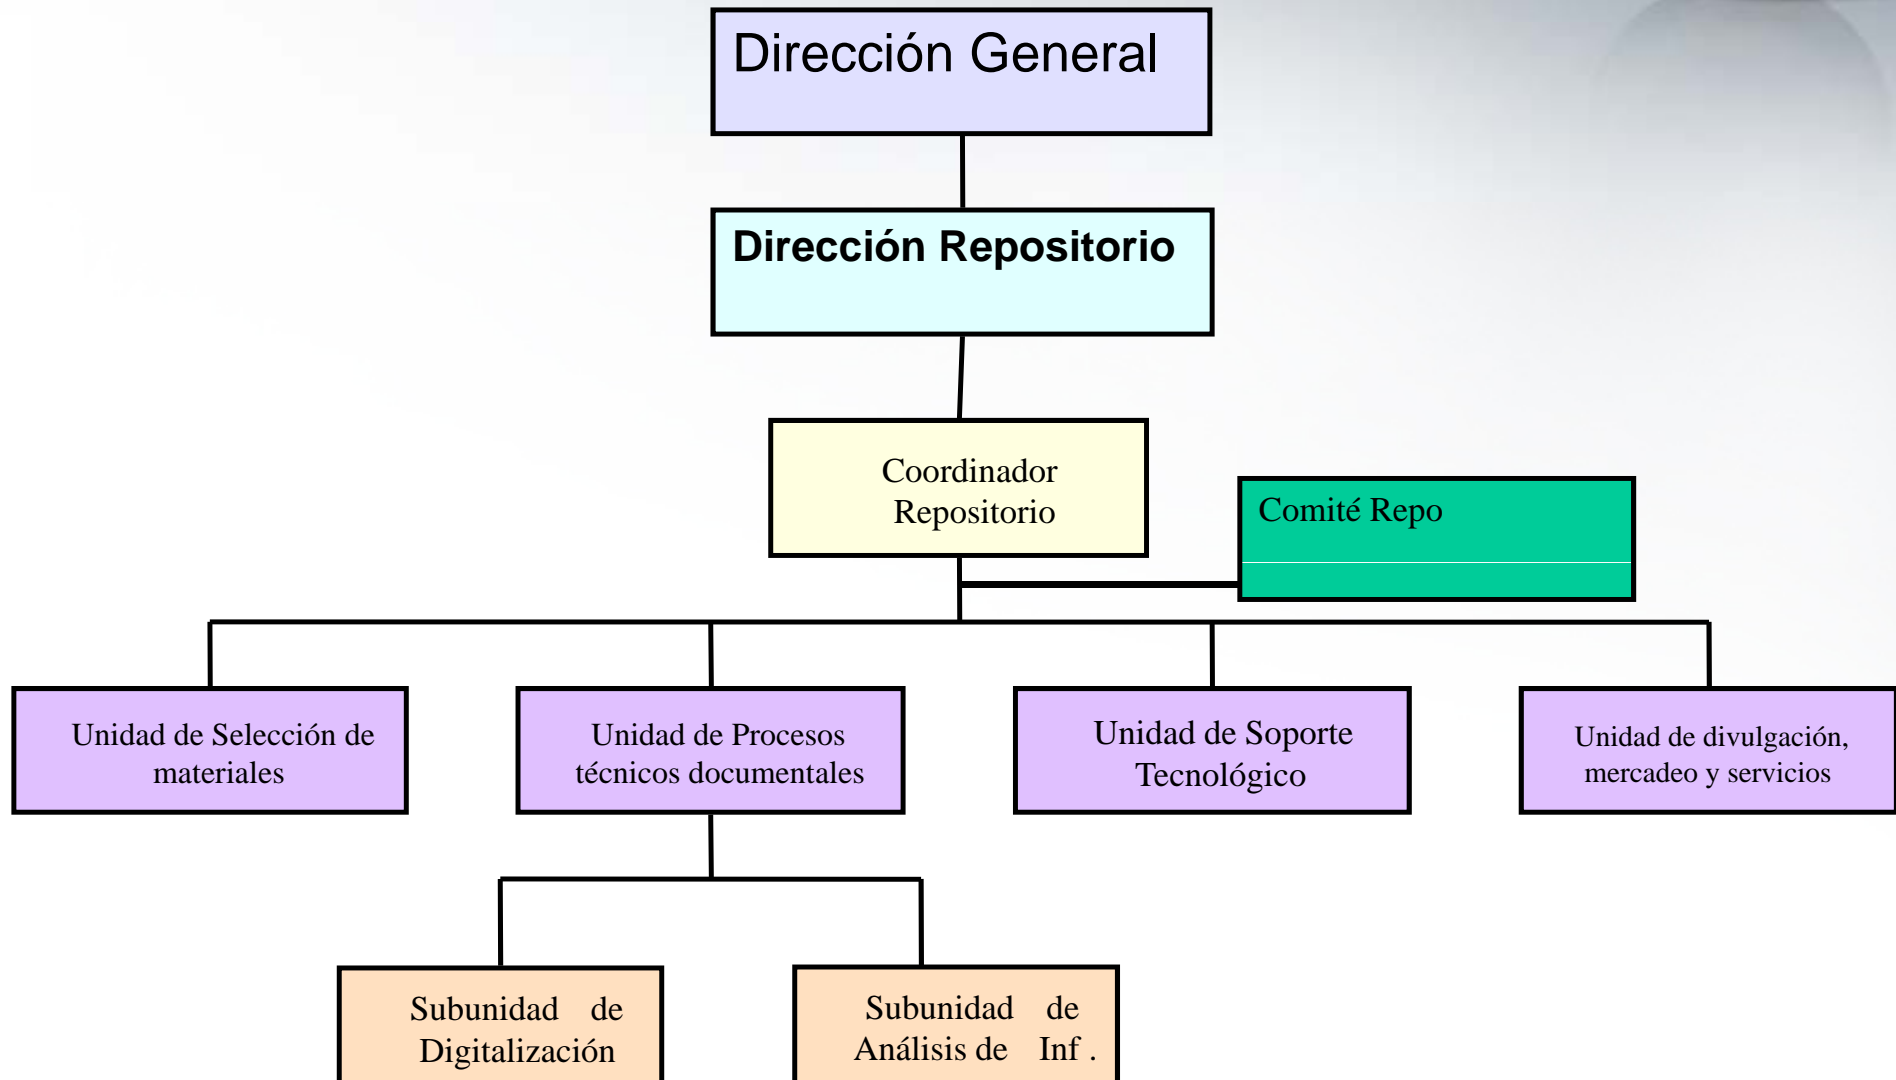 Dirección General
Dirección Repositorio
Coordinador
Repositorio
Comité Repo
Unidad de Selección de
materiales
Unidad de Procesos
técnicos documentales
Unidad de Soporte
Tecnológico
Unidad de divulgación,
mercadeo y servicios
Subunidad de
Digitalización
Subunidad de
Análisis de Inf .